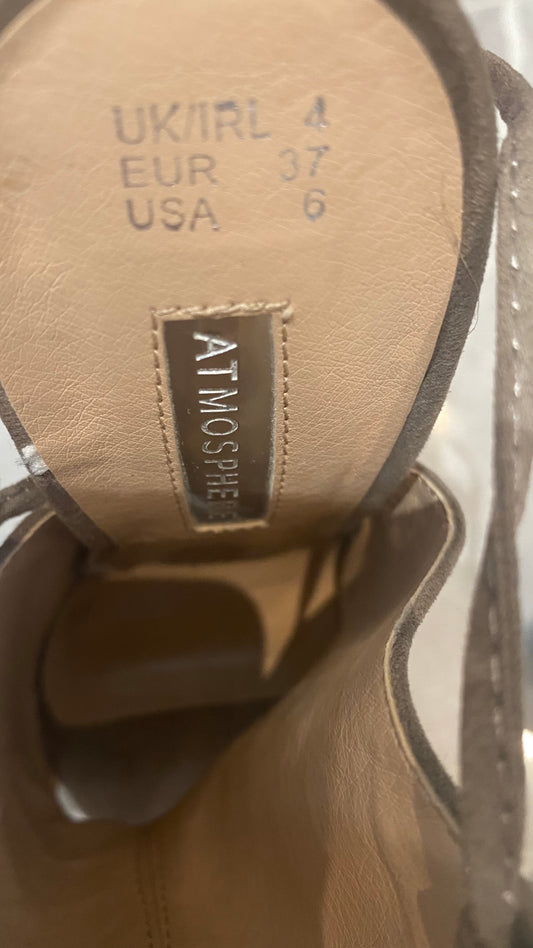 UK/IRL 4
EUR 37
USA 6
ATMOSPHERE